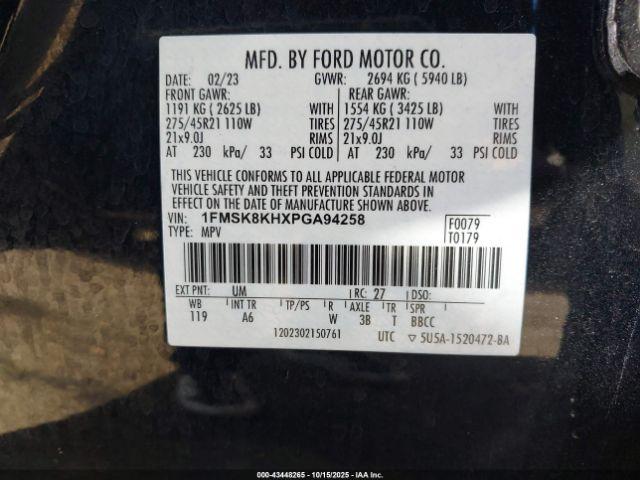 MFD. BY FORD MOTOR CO.
DATE: 02/23 GVWR: 2694 KG ( 5940 LB)
FRONT GAWR: REAR GAWR:
1191 KG ( 2625 LB) WITH 1554 KG ( 3425 LB) WITH
275/45R21 110W TIRES 275/45R21 110W TIRES
21x9.0J RIMS 21x9.0J RIMS
AT 230 kPa/ 33 PSI COLD AT 230 kPa/ 33 PSI COLD
THIS VEHICLE CONFORMS TO ALL APPLICABLE FEDERAL MOTOR
VEHICLE SAFETY AND THEFT PREVENTION STANDARDS IN
EFFECT ON THE DATE OF MANUFACTURE SHOWN ABOVE.
VIN: 1FMSK8KHXPGA94258 F0079
TYPE: MPV T0179
EXT PNT: UM RC: 27 DSO:
WB INT TR TP/PS R AXLE TR SPR
119 A6 W 3B T BBCC
1202302150761 UTC ▽ 5U5A-1520472-BA
000-43448265 - 10/15/2025 - IAA Inc.